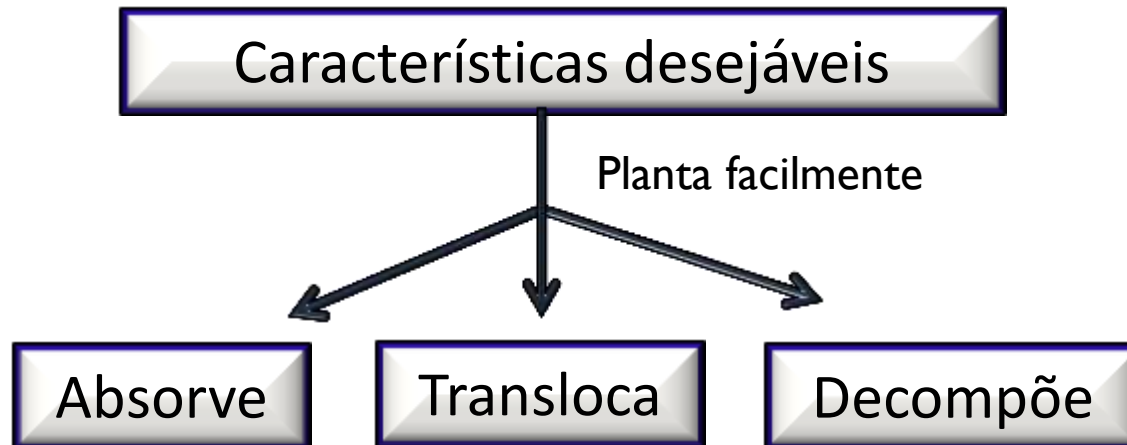 Características desejáveis
Planta facilmente
Absorve
Transloca
Decompõe